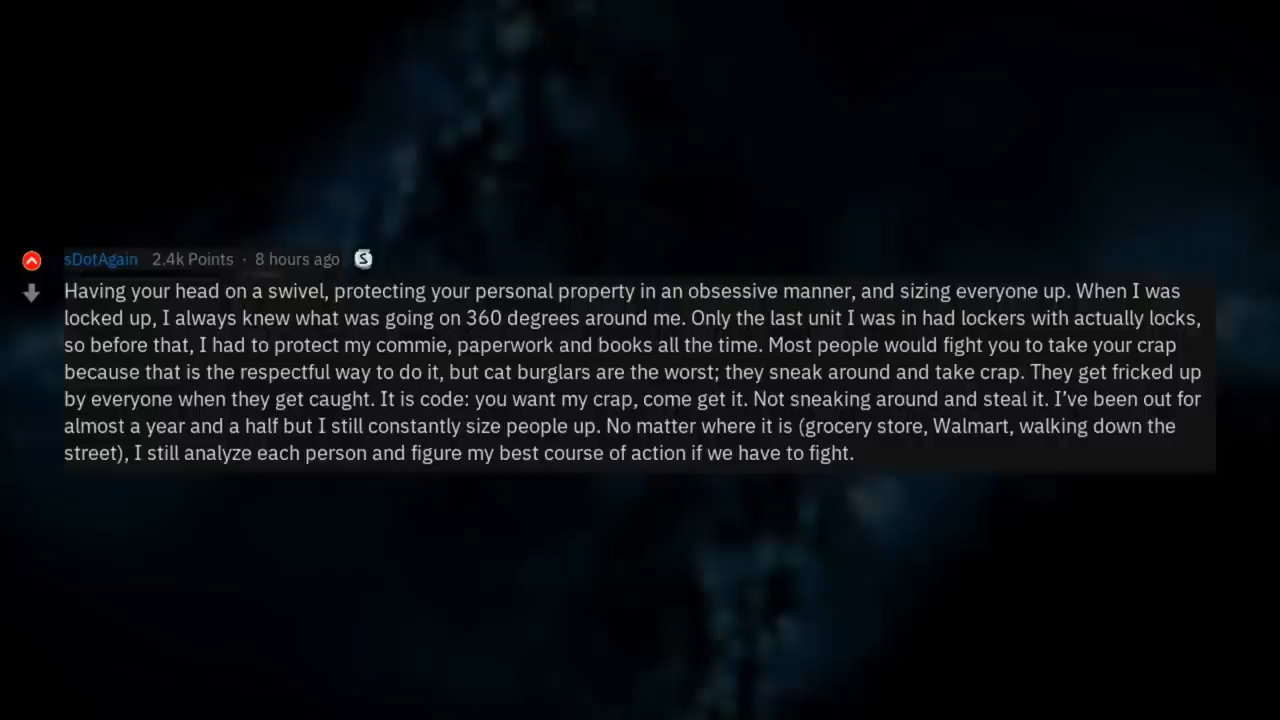 sDotAgain 2.4k Points · 8 hours ago S
Having your head on a swivel, protecting your personal property in an obsessive manner, and sizing everyone up. When I was
locked up, I always knew what was going on 360 degrees around me. Only the last unit I was in had lockers with actually locks,
so before that, I had to protect my commie, paperwork and books all the time. Most people would fight you to take your crap
because that is the respectful way to do it, but cat burglars are the worst; they sneak around and take crap. They get fricked up
by everyone when they get caught. It is code: you want my crap, come get it. Not sneaking around and steal it. I’ve been out for
almost a year and a half but I still constantly size people up. No matter where it is (grocery store, Walmart, walking down the
street), I still analyze each person and figure my best course of action if we have to fight.